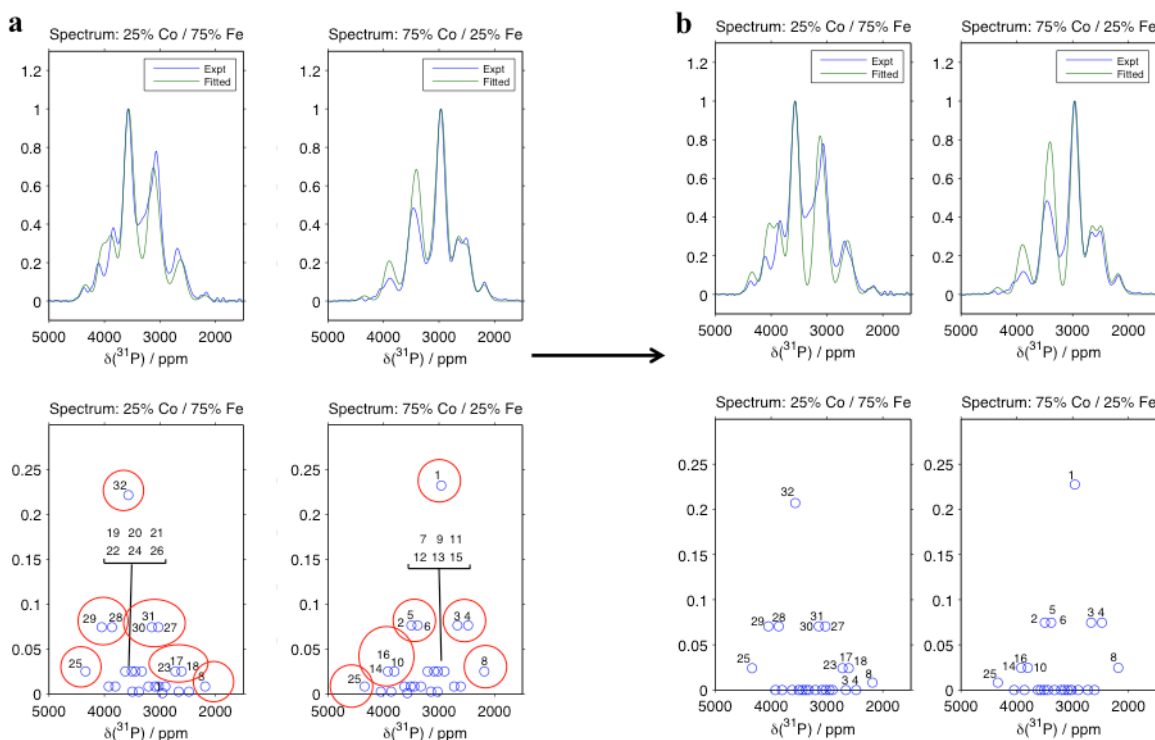 a
b
Spectrum: 25% Co / 75% Fe
Spectrum: 75% Co / 25% Fe
Spectrum: 25% Co / 75% Fe
Spectrum: 75% Co / 25% Fe
Expt
Fitted
Expt
Fitted
Expt
Fitted
Expt
Fitted
1.2
1
0.8
0.6
0.4
0.2
0
5000 4000 3000 2000
δ(³¹P) / ppm
1.2
1
0.8
0.6
0.4
0.2
0
5000 4000 3000 2000
δ(³¹P) / ppm
1.2
1
0.8
0.6
0.4
0.2
0
5000 4000 3000 2000
δ(³¹P) / ppm
1.2
1
0.8
0.6
0.4
0.2
0
5000 4000 3000 2000
δ(³¹P) / ppm
Spectrum: 25% Co / 75% Fe
0.25
0.2
0.15
0.1
0.05
0
32
19 20 21
22 24 26
29 28 31
30 27
25 23 17 18
8
1
5000 4000 3000 2000
δ(³¹P) / ppm
Spectrum: 75% Co / 25% Fe
1
7 9 11
12 13 15
5 3 4
2 6
16
14 10 8
25
5000 4000 3000 2000
δ(³¹P) / ppm
Spectrum: 25% Co / 75% Fe
0.25
0.2
0.15
0.1
0.05
0
32
29 28 31
30 27
25 23 17 18
3 4 8
5000 4000 3000 2000
δ(³¹P) / ppm
Spectrum: 75% Co / 25% Fe
0.25
0.2
0.15
0.1
0.05
0
1
5 3 4
2 6
16
14 10 8
25
5000 4000 3000 2000
δ(³¹P) / ppm